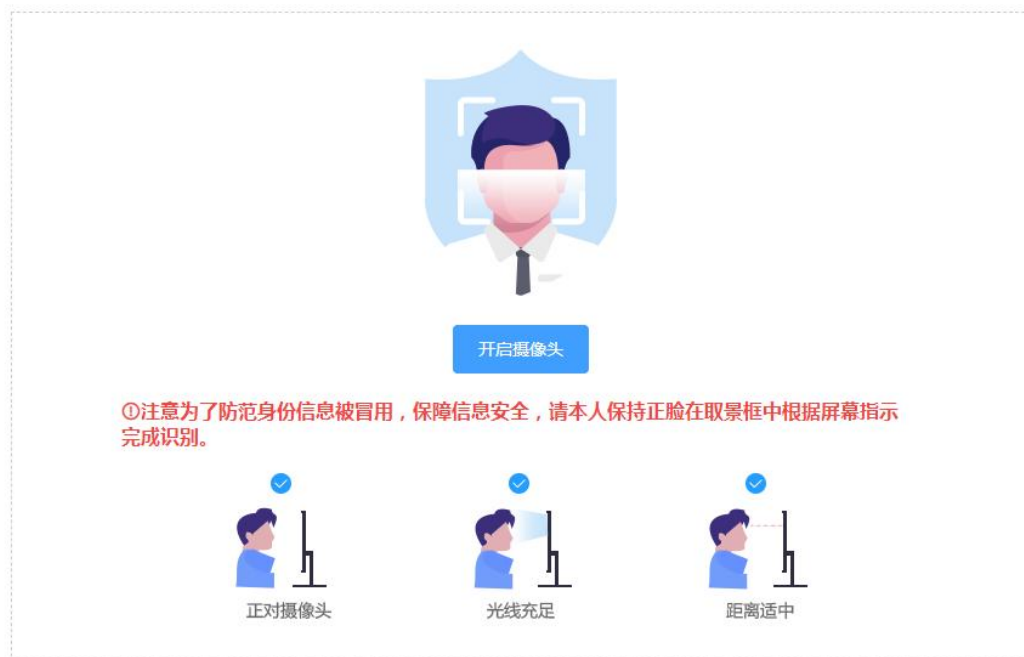 开启摄像头
①注意为了防范身份信息被冒用，保障信息安全，请本人保持正脸在取景框中根据屏幕指示
完成识别。
正对摄像头
光线充足
距离适中